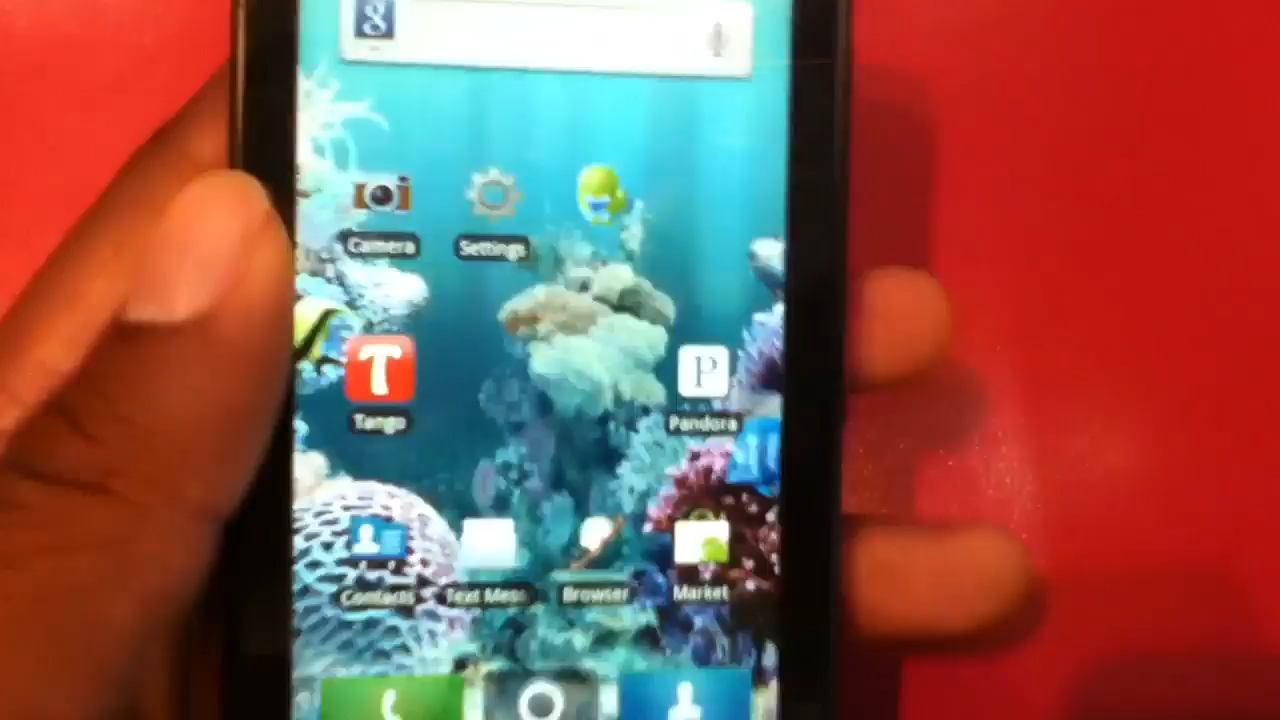 g
Camera Settings
T
P
Tango Pandora
Contacts Text Mess Browser Market